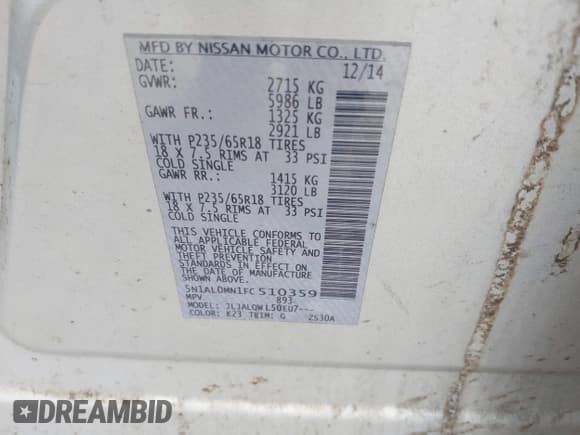 MFD BY NISSAN MOTOR CO., LTD.
DATE: 12/14
GVWR: 2715 KG
5986 LB
GAWR FR.: 1325 KG
2921 LB
WITH P235/65R18 TIRES
18 X 7.5 RIMS AT 33 PSI
COLD SINGLE
GAWR RR.: 1415 KG
3120 LB
WITH P235/65R18 TIRES
18 X 7.5 RIMS AT 33 PSI
COLD SINGLE
THIS VEHICLE CONFORMS TO
ALL APPLICABLE FEDERAL
MOTOR VEHICLE SAFETY AND
THEFT PREVENTION
STANDARDS IN EFFECT ON
THE DATE OF MANUFACTURE
SHOWN ABOVE.
5N1AL0MN1FC510359
MPV 893-
MODEL: JLJALQWL50EU7---
COLOR: K23 TRIM: G 2S30A
DREAMBID